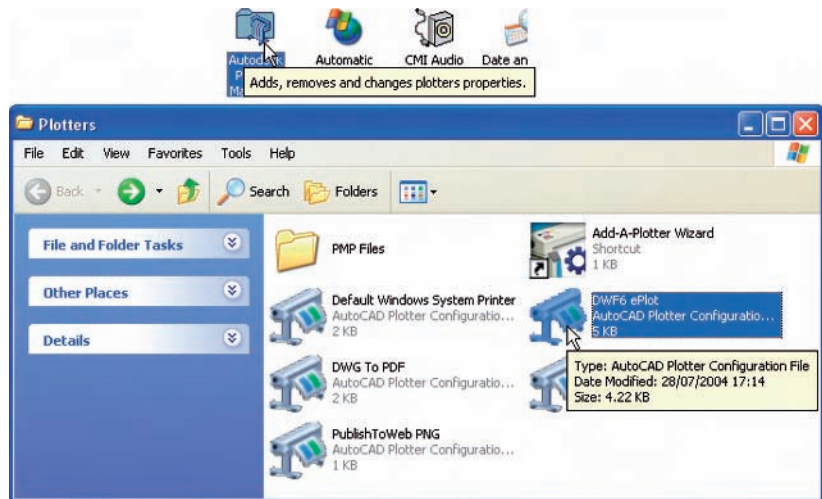 Autodesk
Automatic
CMI Audio
Date an
P
Ma
Adds, removes and changes plotters properties.
Plotters
File Edit View Favorites Tools Help
Back
Search
Folders
File and Folder Tasks
Other Places
Details
PMP Files
Add-A-Plotter Wizard
Shortcut
1 KB
Default Windows System Printer
AutoCAD Plotter Configuratio...
2 KB
DWF6 ePlot
AutoCAD Plotter Configuratio...
5 KB
Type: AutoCAD Plotter Configuration File
Date Modified: 28/07/2004 17:14
Size: 4.22 KB
DWG To PDF
AutoCAD Plotter Configuratio...
2 KB
PublishToWeb PNG
AutoCAD Plotter Configuratio...
1 KB